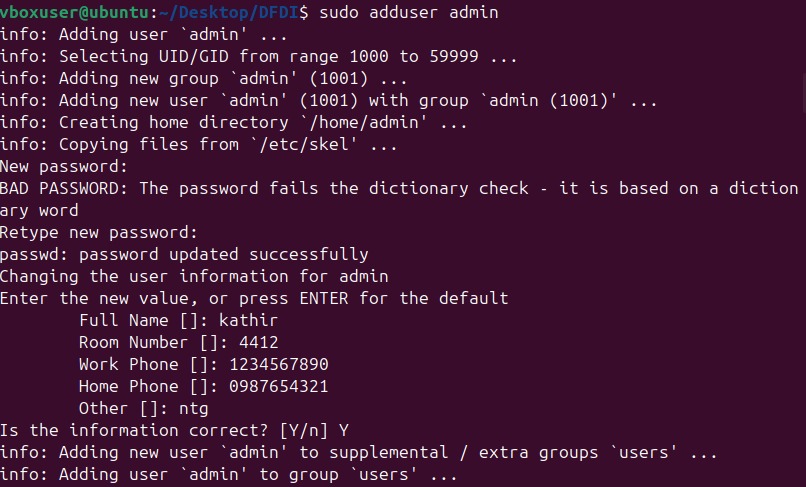 vboxuser@ubuntu:~/Desktop/DFDI$ sudo adduser admin
info: Adding user `admin' ...
info: Selecting UID/GID from range 1000 to 59999 ...
info: Adding new group `admin' (1001) ...
info: Adding new user `admin' (1001) with group `admin (1001)' ...
info: Creating home directory `/home/admin' ...
info: Copying files from `/etc/skel' ...
New password:
BAD PASSWORD: The password fails the dictionary check - it is based on a diction
ary word
Retype new password:
passwd: password updated successfully
Changing the user information for admin
Enter the new value, or press ENTER for the default
        Full Name []: kathir
        Room Number []: 4412
        Work Phone []: 1234567890
        Home Phone []: 0987654321
        Other []: ntg
Is the information correct? [Y/n] Y
info: Adding new user `admin' to supplemental / extra groups `users' ...
info: Adding user `admin' to group `users' ...